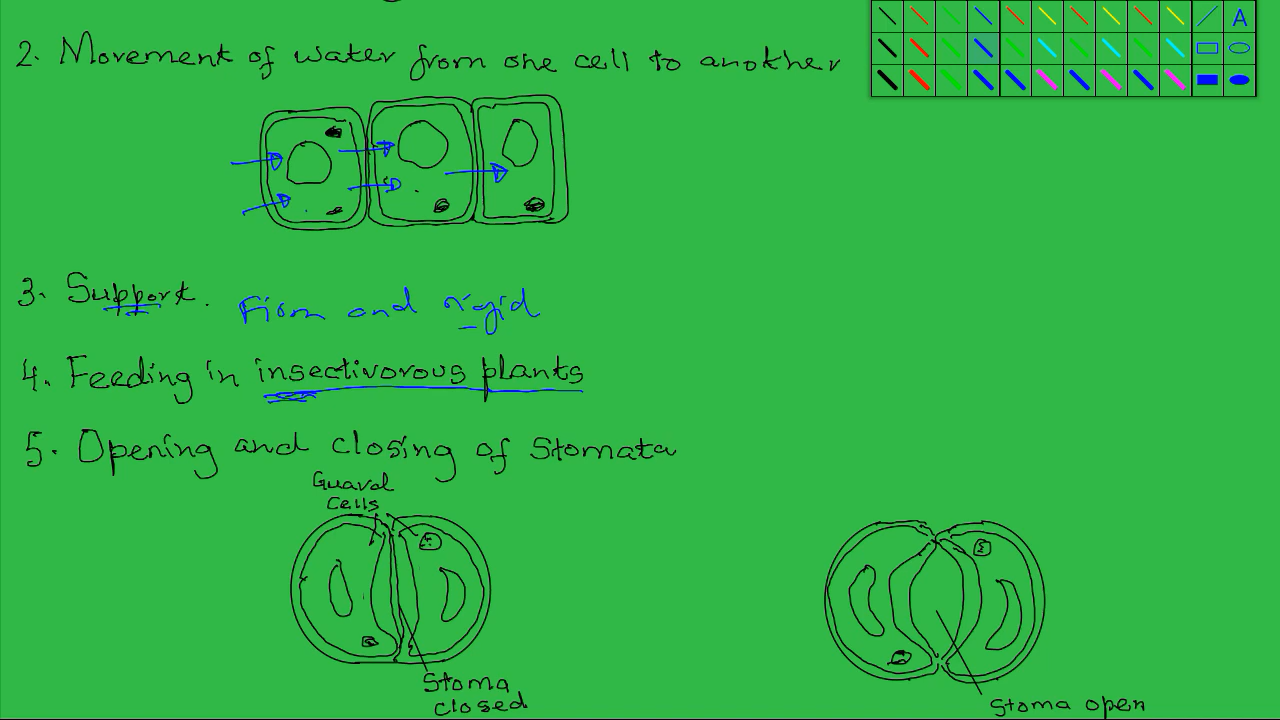 2. Movement of water from one cell to another
3. Support. Firm and rigid
4. Feeding in insectivorous plants
5. Opening and closing of Stomata
Guard
Cells
Stoma
closed
Stoma open
A